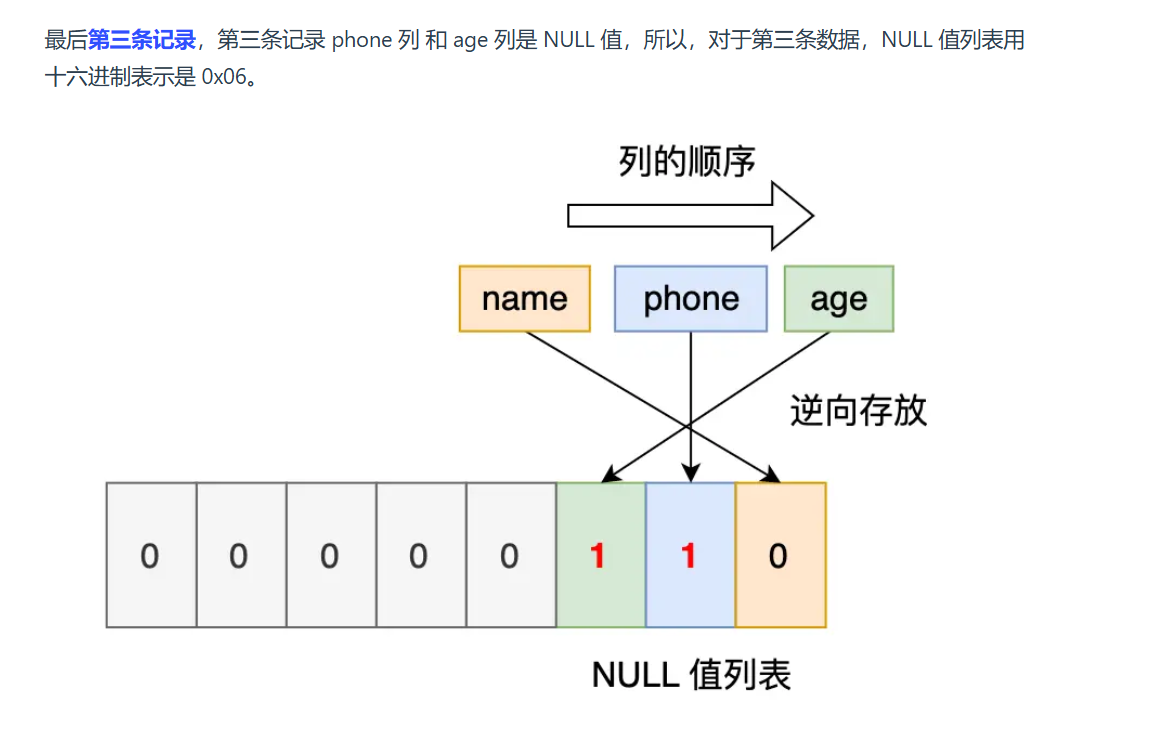 最后第三条记录，第三条记录 phone 列 和 age 列是 NULL 值，所以，对于第三条数据，NULL 值列表用
十六进制表示是 0x06。
列的顺序
name phone age
逆向存放
0 0 0 0 0 1 1 0
NULL 值列表